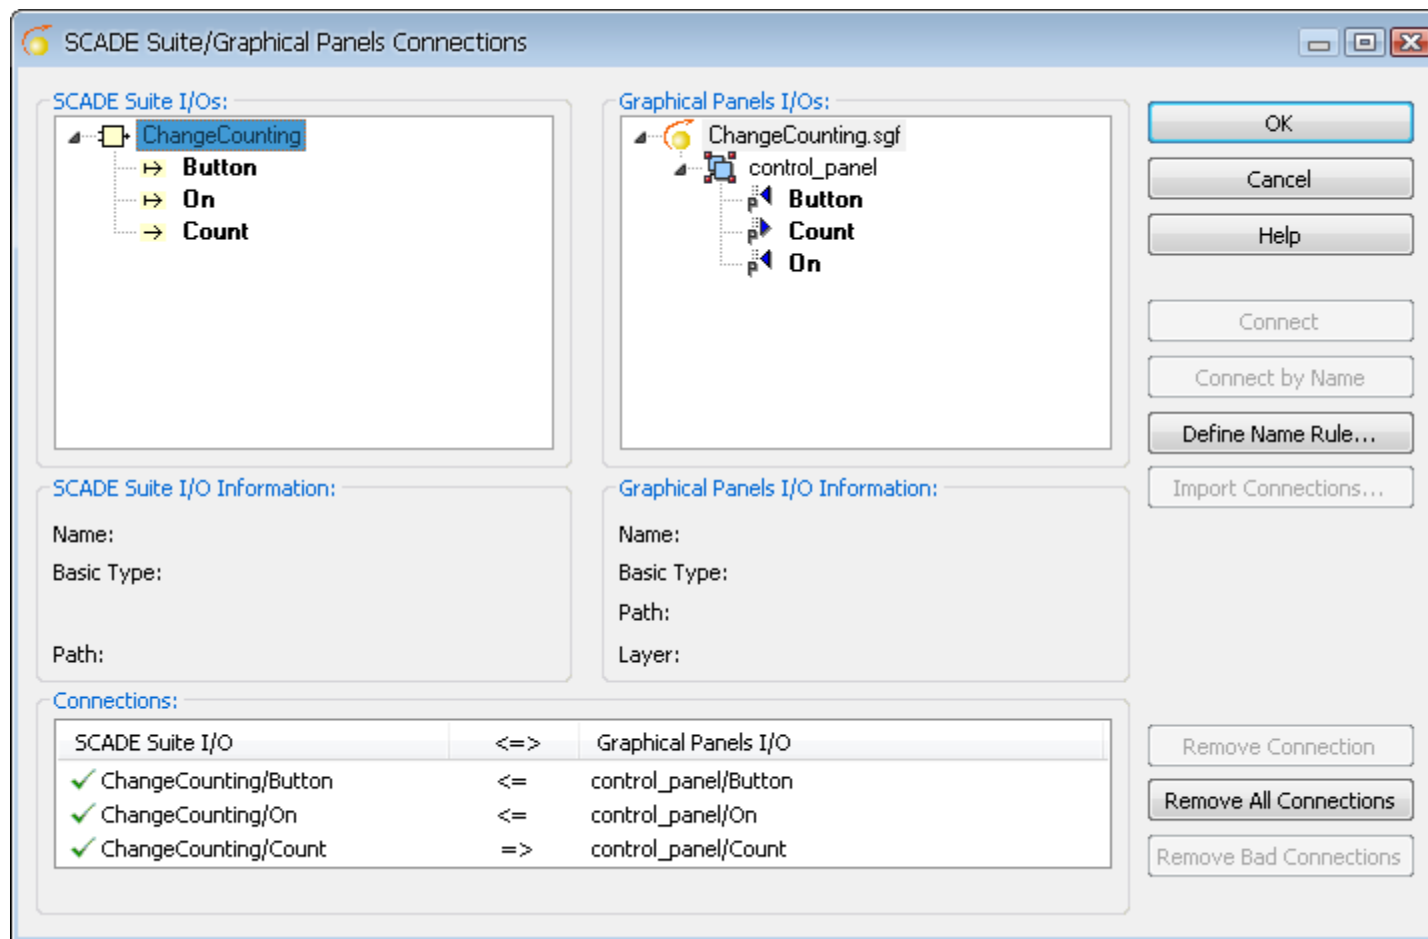 SCADE Suite/Graphical Panels Connections
SCADE Suite I/Os:
ChangeCounting
Button
On
Count
Graphical Panels I/Os:
ChangeCounting.sgf
control_panel
Button
Count
On
OK
Cancel
Help
Connect
Connect by Name
Define Name Rule...
Import Connections...
SCADE Suite I/O Information:
Name:
Basic Type:
Path:
Graphical Panels I/O Information:
Name:
Basic Type:
Path:
Layer:
Connections:
SCADE Suite I/O <=> Graphical Panels I/O
ChangeCounting/Button <= control_panel/Button
ChangeCounting/On <= control_panel/On
ChangeCounting/Count => control_panel/Count
Remove Connection
Remove All Connections
Remove Bad Connections